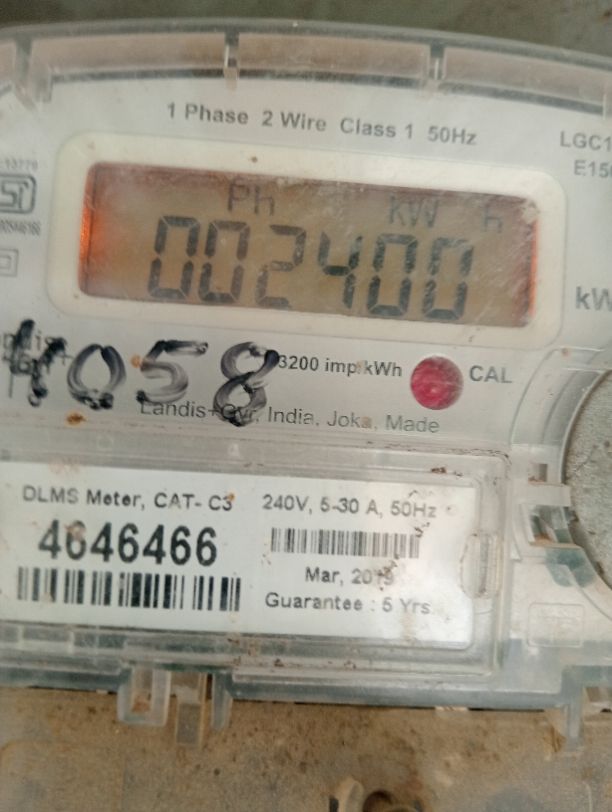 1 Phase 2 Wire Class 1 50Hz
LGC1
E150
Ph kW h
002400
kW
4058
3200 imp/kWh
CAL
Landis+Gyr, India, Joka, Made
DLMS Meter, CAT- C3
240V, 5-30 A, 50Hz
4646466
Mar, 2019
Guarantee : 5 Yrs